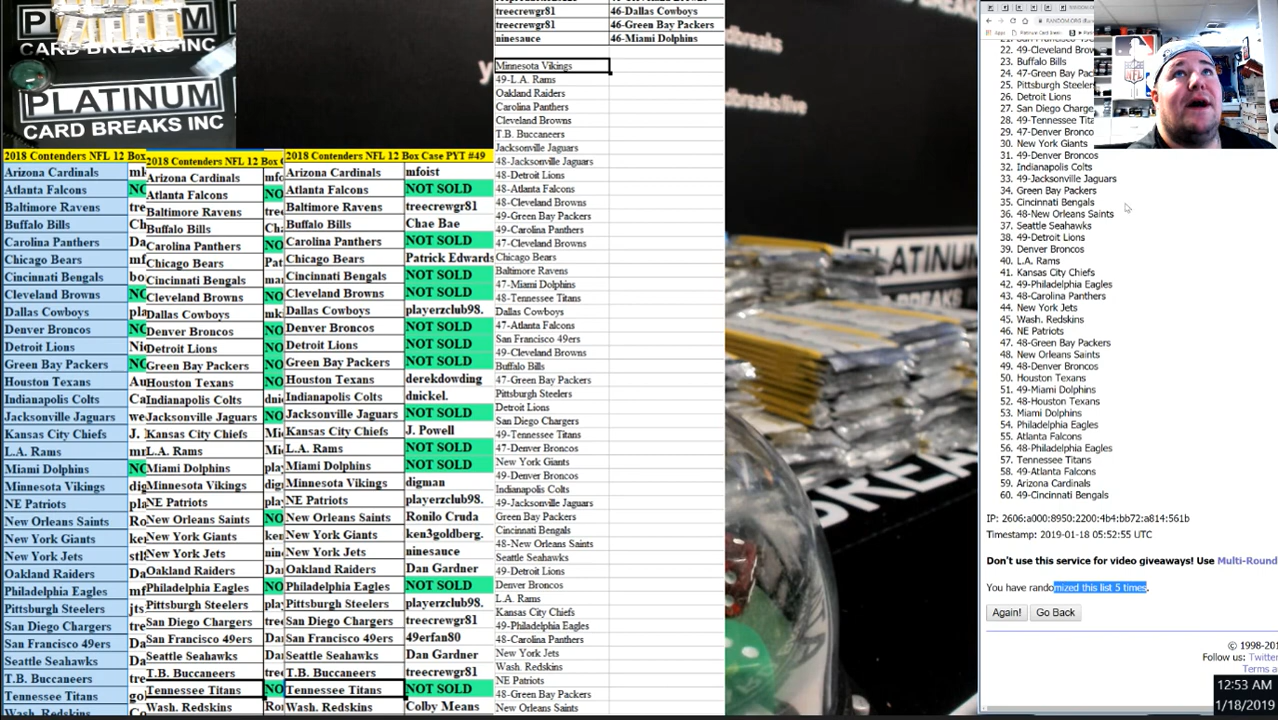 CARD BREAKS INC
PLATINUM
CARD BREAKS INC
46-Dallas Cowboys
treecrewgr81 46-Green Bay Packers
treecrewgr81
ninesauce 46-Miami Dolphins
2018 Contenders NFL 12 Box
Arizona Cardinals
Atlanta Falcons
Baltimore Ravens
Buffalo Bills
Carolina Panthers
Chicago Bears
Cincinnati Bengals
Cleveland Browns
Dallas Cowboys
Denver Broncos
Detroit Lions
Green Bay Packers
Houston Texans
Indianapolis Colts
Jacksonville Jaguars
Kansas City Chiefs
L.A. Rams
Miami Dolphins
Minnesota Vikings
NE Patriots
New Orleans Saints
New York Giants
New York Jets
Oakland Raiders
Philadelphia Eagles
Pittsburgh Steelers
San Diego Chargers
San Francisco 49ers
Seattle Seahawks
T.B. Buccaneers
Tennessee Titans
Wash. Redskins
2018 Contenders NFL 12 Box
Arizona Cardinals
Atlanta Falcons
Baltimore Ravens
Buffalo Bills
Carolina Panthers
Chicago Bears
Cincinnati Bengals
Cleveland Browns
Dallas Cowboys
Denver Broncos
Detroit Lions
Green Bay Packers
Houston Texans
Indianapolis Colts
Jacksonville Jaguars
Kansas City Chiefs
L.A. Rams
Miami Dolphins
Minnesota Vikings
NE Patriots
New Orleans Saints
New York Giants
New York Jets
Oakland Raiders
Philadelphia Eagles
Pittsburgh Steelers
San Diego Chargers
San Francisco 49ers
Seattle Seahawks
T.B. Buccaneers
Tennessee Titans
Wash. Redskins
2018 Contenders NFL 12 Box Case PYT #49
Arizona Cardinals mfoist
Atlanta Falcons NOT SOLD
Baltimore Ravens treecrewgr81
Buffalo Bills Chae Bae
Carolina Panthers NOT SOLD
Chicago Bears Patrick Edwards
Cincinnati Bengals NOT SOLD
Cleveland Browns NOT SOLD
Dallas Cowboys playerzclub98.
Denver Broncos NOT SOLD
Detroit Lions NOT SOLD
Green Bay Packers NOT SOLD
Houston Texans derekdowding
Indianapolis Colts dnickel.
Jacksonville Jaguars NOT SOLD
Kansas City Chiefs J. Powell
L.A. Rams NOT SOLD
Miami Dolphins NOT SOLD
Minnesota Vikings digman
NE Patriots playerzclub98.
New Orleans Saints Ronilo Cruda
New York Giants ken3goldberg.
New York Jets ninesauce
Oakland Raiders Dan Gardner
Philadelphia Eagles NOT SOLD
Pittsburgh Steelers playerzclub98.
San Diego Chargers treecrewgr81
San Francisco 49ers 49erfan80
Seattle Seahawks Dan Gardner
T.B. Buccaneers treecrewgr81
Tennessee Titans NOT SOLD
Wash. Redskins Colby Means
Minnesota Vikings
49-L.A. Rams
Oakland Raiders
Carolina Panthers
Cleveland Browns
T.B. Buccaneers
Jacksonville Jaguars
48-Jacksonville Jaguars
48-Detroit Lions
48-Atlanta Falcons
48-Cleveland Browns
49-Green Bay Packers
49-Carolina Panthers
47-Cleveland Browns
Chicago Bears
Baltimore Ravens
47-Miami Dolphins
48-Tennessee Titans
Dallas Cowboys
47-Atlanta Falcons
San Francisco 49ers
49-Cleveland Browns
Buffalo Bills
47-Green Bay Packers
Pittsburgh Steelers
Detroit Lions
San Diego Chargers
49-Tennessee Titans
47-Denver Broncos
New York Giants
49-Denver Broncos
Indianapolis Colts
49-Jacksonville Jaguars
Green Bay Packers
Cincinnati Bengals
48-New Orleans Saints
Seattle Seahawks
49-Detroit Lions
Denver Broncos
L.A. Rams
Kansas City Chiefs
49-Philadelphia Eagles
48-Carolina Panthers
New York Jets
Wash. Redskins
NE Patriots
48-Green Bay Packers
New Orleans Saints
PLATINUM
22. 49-Cleveland Brow
23. Buffalo Bills
24. 47-Green Bay Pac
25. Pittsburgh Steeler
26. Detroit Lions
27. San Diego Charge
28. 49-Tennessee Tita
29. 47-Denver Bronco
30. New York Giants
31. 49-Denver Broncos
32. Indianapolis Colts
33. 49-Jacksonville Jaguars
34. Green Bay Packers
35. Cincinnati Bengals
36. 48-New Orleans Saints
37. Seattle Seahawks
38. 49-Detroit Lions
39. Denver Broncos
40. L.A. Rams
41. Kansas City Chiefs
42. 49-Philadelphia Eagles
43. 48-Carolina Panthers
44. New York Jets
45. Wash. Redskins
46. NE Patriots
47. 48-Green Bay Packers
48. New Orleans Saints
49. 48-Denver Broncos
50. Houston Texans
51. 49-Miami Dolphins
52. 48-Houston Texans
53. Miami Dolphins
54. Philadelphia Eagles
55. Atlanta Falcons
56. 48-Philadelphia Eagles
57. Tennessee Titans
58. 49-Atlanta Falcons
59. Arizona Cardinals
60. 49-Cincinnati Bengals
IP: 2606:a000:8950:2200:4b4:bb72:a814:561b
Timestamp: 2019-01-18 05:52:55 UTC
Don't use this service for video giveaways! Use Multi-Round
You have randomized this list 5 times.
Again! Go Back
© 1998-201
Follow us: Twitter
Terms a
12:53 AM
1/18/2019